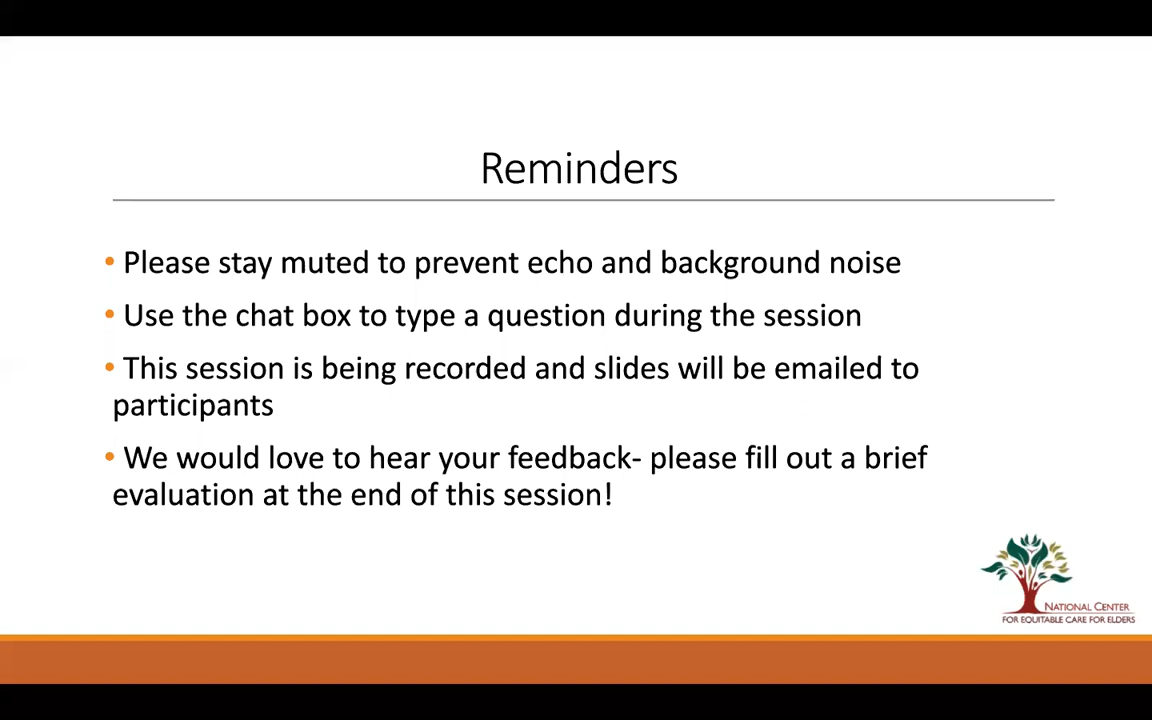 Reminders
• Please stay muted to prevent echo and background noise
• Use the chat box to type a question during the session
• This session is being recorded and slides will be emailed to
participants
• We would love to hear your feedback- please fill out a brief
evaluation at the end of this session!
NATIONAL CENTER
FOR EQUITABLE CARE FOR ELDERS